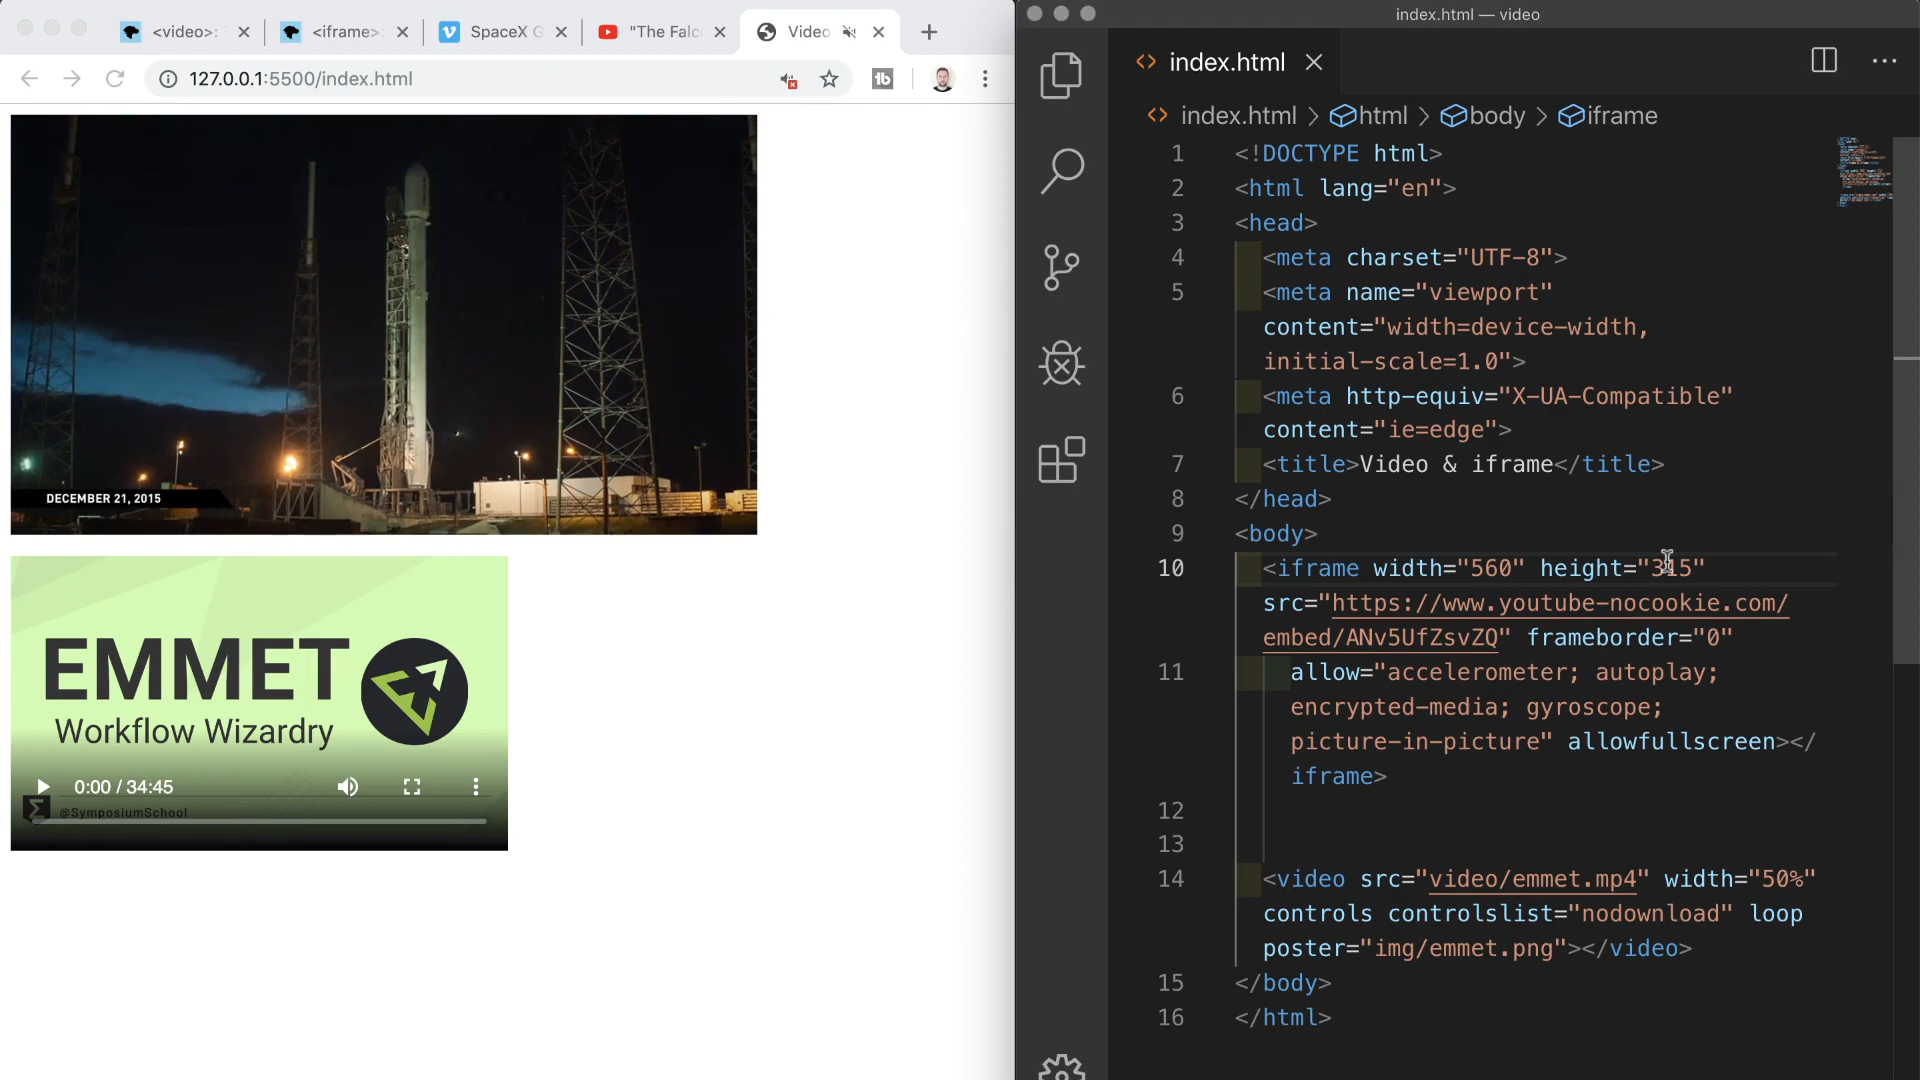 <video>:
<iframe>:
SpaceX G
"The Falc
Video
127.0.0.1:5500/index.html
DECEMBER 21, 2015
EMMET
Workflow Wizardry
0:00 / 34:45
@SymposiumSchool
index.html — video
index.html
index.html > html > body > iframe
1 <!DOCTYPE html>
2 <html lang="en">
3 <head>
4 <meta charset="UTF-8">
5 <meta name="viewport"
content="width=device-width,
initial-scale=1.0">
6 <meta http-equiv="X-UA-Compatible"
content="ie=edge">
7 <title>Video & iframe</title>
8 </head>
9 <body>
10 <iframe width="560" height="315"
src="https://www.youtube-nocookie.com/
embed/ANv5UfZsvZQ" frameborder="0"
11 allow="accelerometer; autoplay;
encrypted-media; gyroscope;
picture-in-picture" allowfullscreen></
iframe>
12
13
14 <video src="video/emmet.mp4" width="50%"
controls controlslist="nodownload" loop
poster="img/emmet.png"></video>
15 </body>
16 </html>